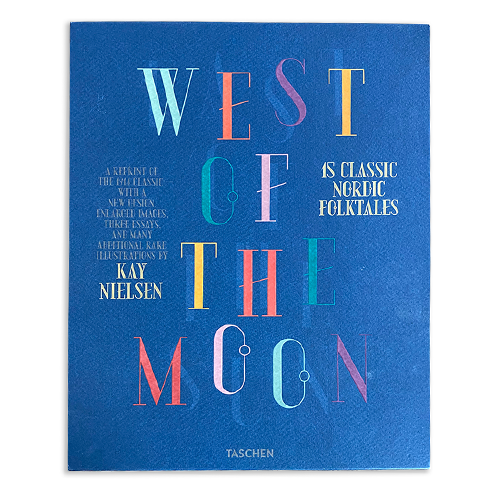 WEST
OF
THE
MOON
15 CLASSIC
NORDIC
FOLKTALES
A REPRINT OF
THE 1914 CLASSIC
WITH A
NEW DESIGN,
ENLARGED IMAGES,
THREE ESSAYS,
AND MANY
ADDITIONAL RARE
ILLUSTRATIONS BY
KAY
NIELSEN
TASCHEN